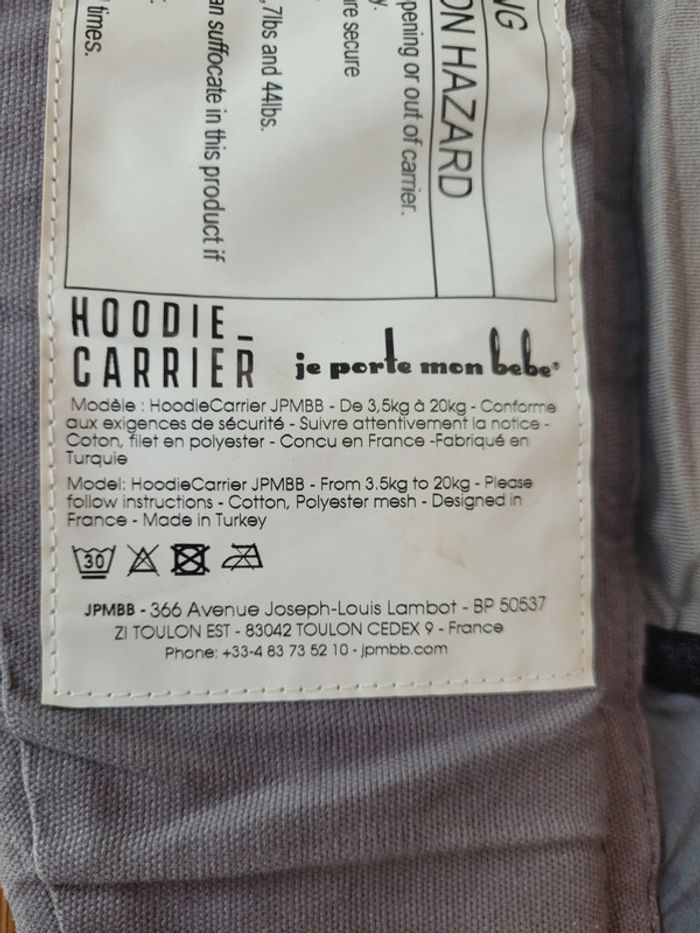 NG
ON HAZARD
pening or out of carrier.
y.
re secure
7lbs and 44lbs.
an suffocate in this product if
times.
HOODIE_
CARRIER
je porte mon bebe®
Modèle : HoodieCarrier JPMBB - De 3,5kg à 20kg - Conforme
aux exigences de sécurité - Suivre attentivement la notice -
Coton, filet en polyester - Concu en France -Fabriqué en
Turquie
Model: HoodieCarrier JPMBB - From 3.5kg to 20kg - Please
follow instructions - Cotton, Polyester mesh - Designed in
France - Made in Turkey
30
JPMBB - 366 Avenue Joseph-Louis Lambot - BP 50537
ZI TOULON EST - 83042 TOULON CEDEX 9 - France
Phone: +33-4 83 73 52 10 - jpmbb.com